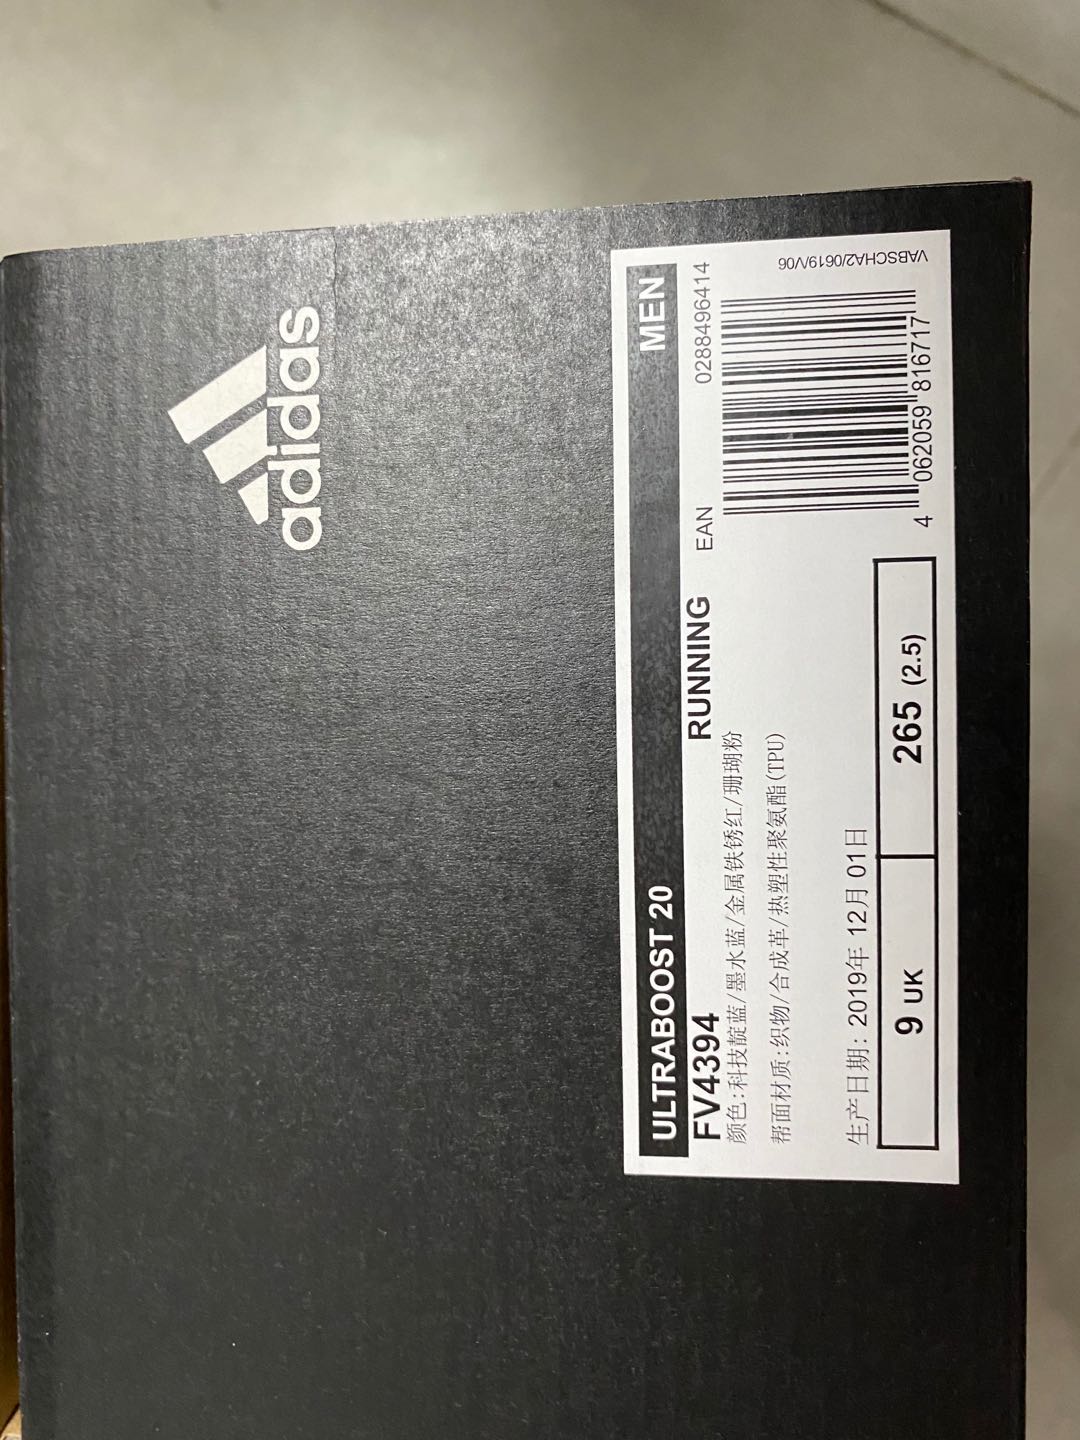 adidas
ULTRABOOST 20 MEN
FV4394 RUNNING EAN 0288496414
颜色:科技靛蓝/墨水蓝/金属铁锈红/珊瑚粉
帮面材质:织物/合成革/热塑性聚氨酯(TPU)
生产日期: 2019年 12月 01日
9 UK 265 (2.5)
4 062059 816717
VABSCHA2/0619/V06